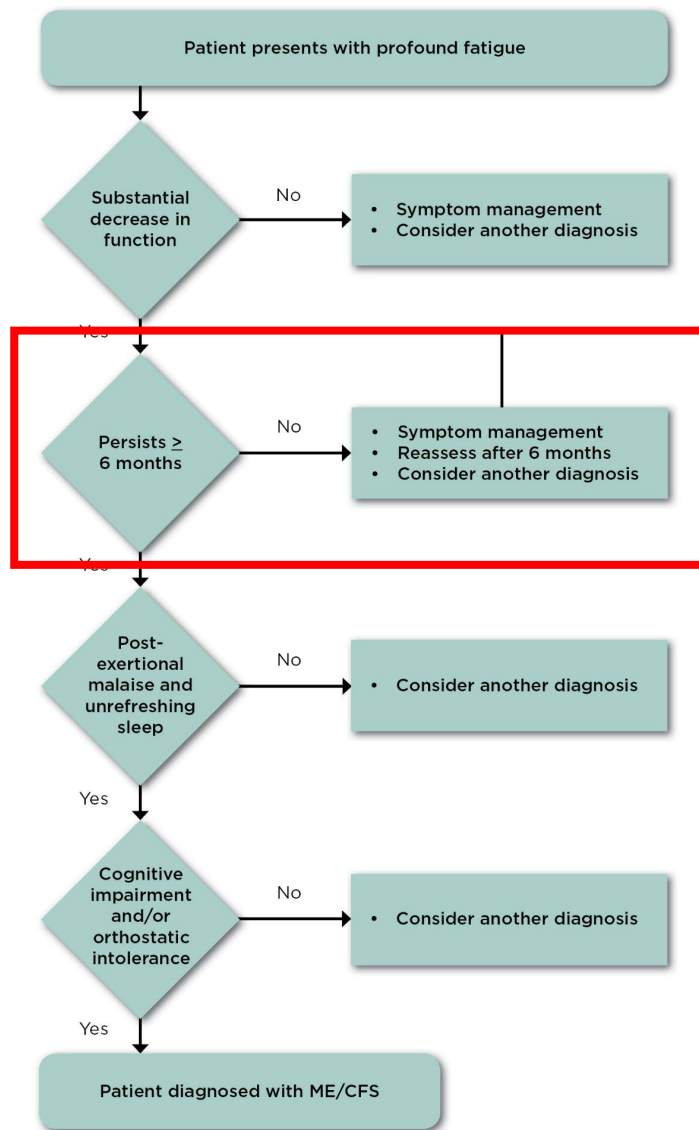 Patient presents with profound fatigue
Substantial
decrease in
function
No
• Symptom management
• Consider another diagnosis
Yes
Persists ≥
6 months
No
• Symptom management
• Reassess after 6 months
• Consider another diagnosis
Yes
Post-
exertional
malaise and
unrefreshing
sleep
No
• Consider another diagnosis
Yes
Cognitive
impairment
and/or
orthostatic
intolerance
No
• Consider another diagnosis
Yes
Patient diagnosed with ME/CFS